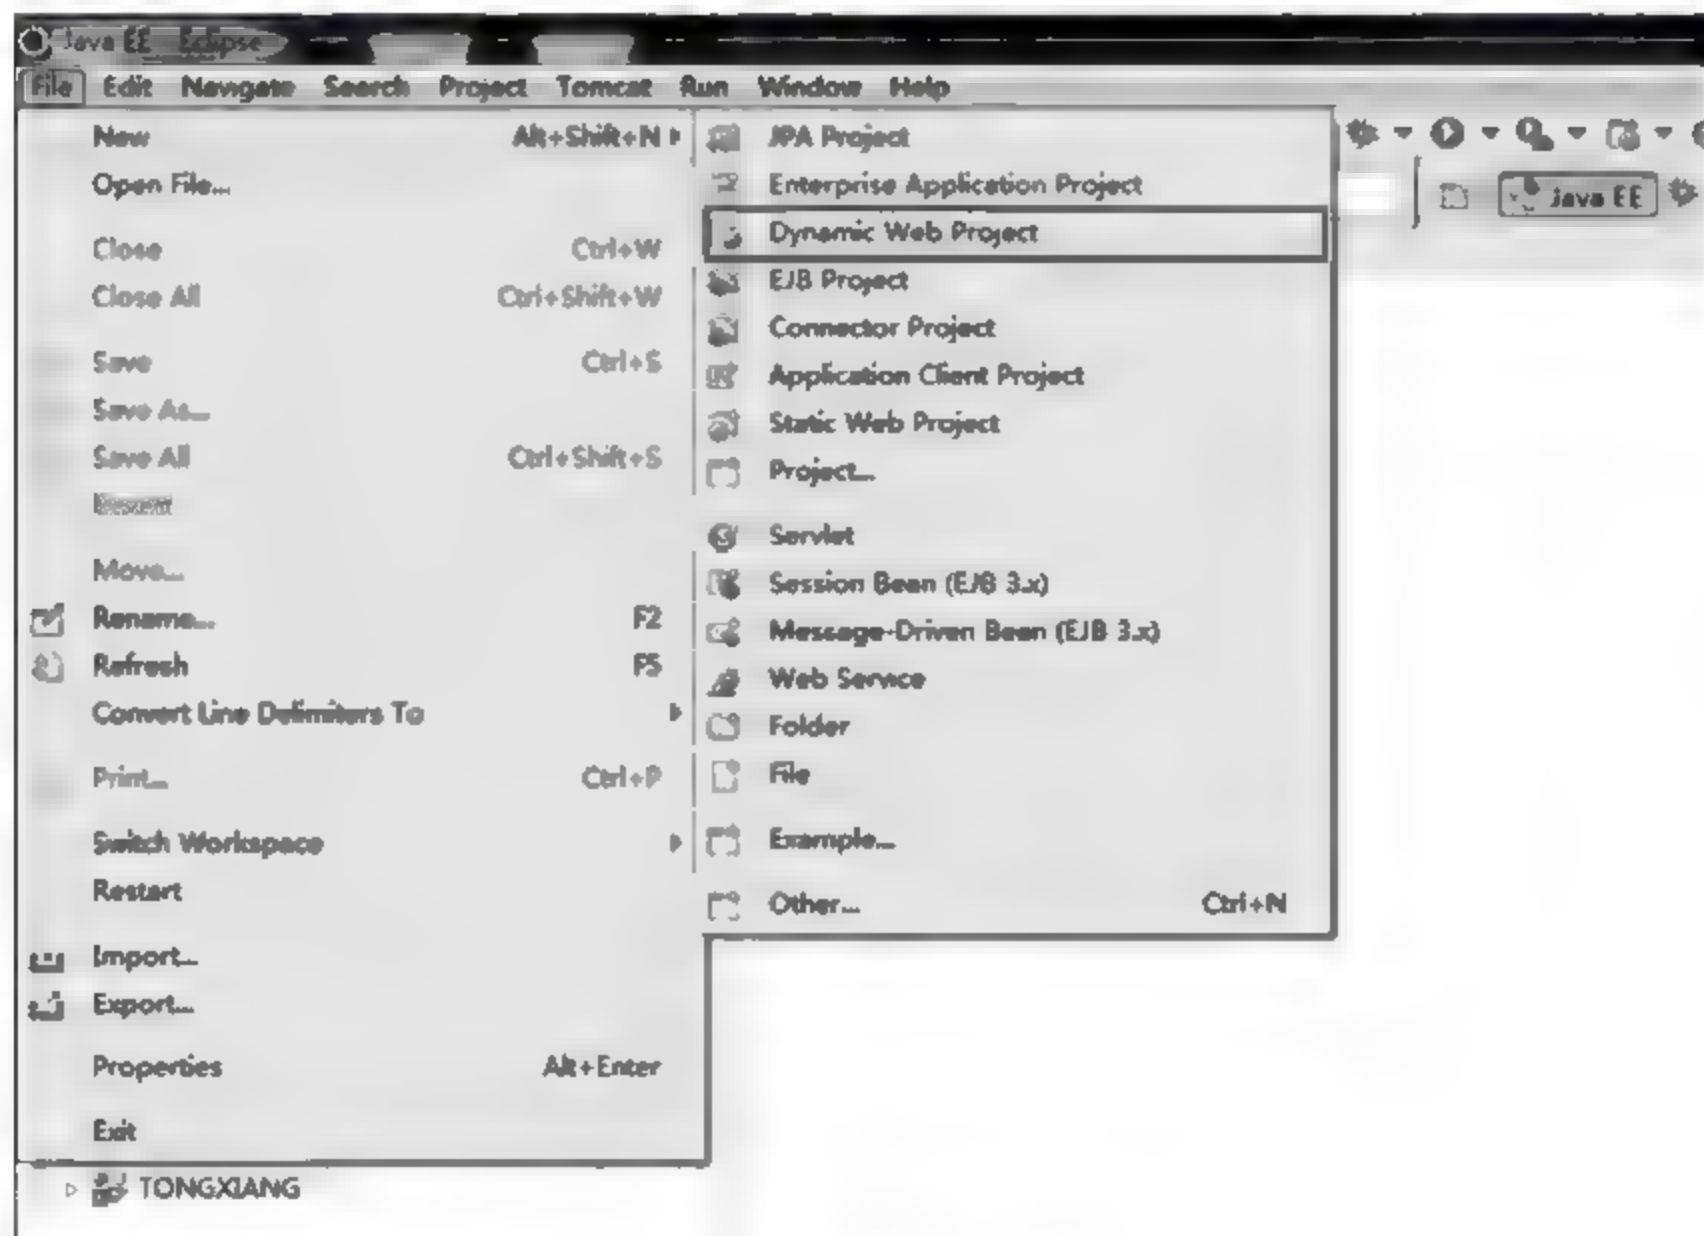 Java EE - Eclipse
File Edit Navigate Search Project Tomcat Run Window Help
New Alt+Shift+N
Open File...
Close Ctrl+W
Close All Ctrl+Shift+W
Save Ctrl+S
Save As...
Save All Ctrl+Shift+S
Move...
Rename... F2
Refresh F5
Convert Line Delimiters To
Print... Ctrl+P
Switch Workspace
Restart
Import...
Export...
Properties Alt+Enter
Exit
JPA Project
Enterprise Application Project
Dynamic Web Project
EJB Project
Connector Project
Application Client Project
Static Web Project
Project...
Servlet
Session Bean (EJB 3.x)
Message-Driven Bean (EJB 3.x)
Web Service
Folder
File
Example...
Other... Ctrl+N
Java EE
TONGXIANG